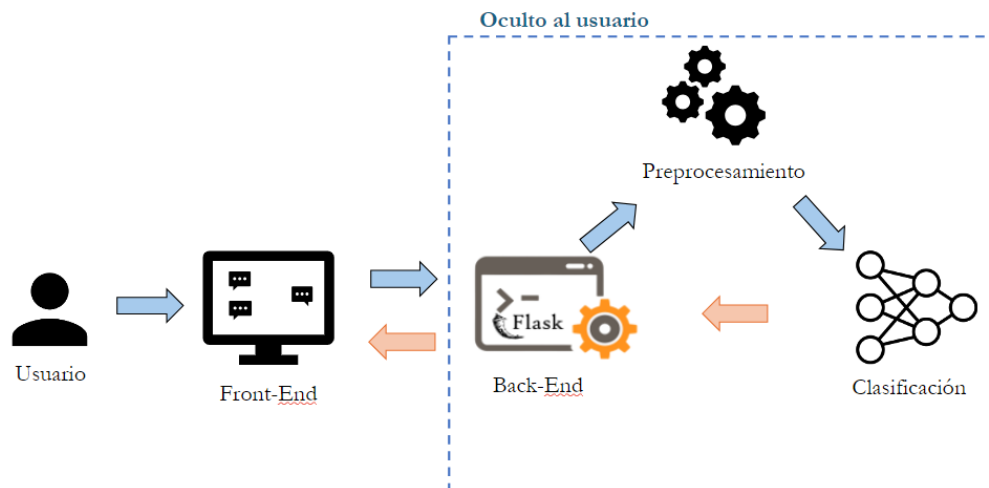 Oculto al usuario
Preprocesamiento
Flask
Usuario
Front-End
Back-End
Clasificación